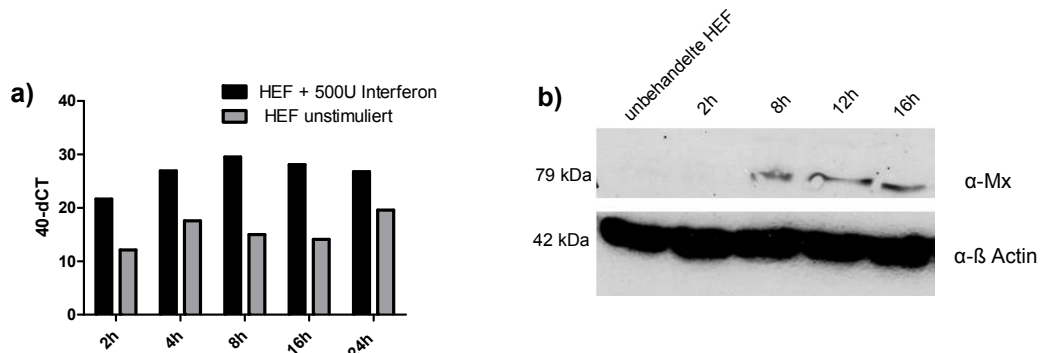 a)
HEF + 500U Interferon
HEF unstimuliert
40-dCT
40
30
20
10
0
2h
4h
8h
16h
24h
b)
unbehandelte HEF
2h
8h
12h
16h
79 kDa
α-Mx
42 kDa
α-ß Actin